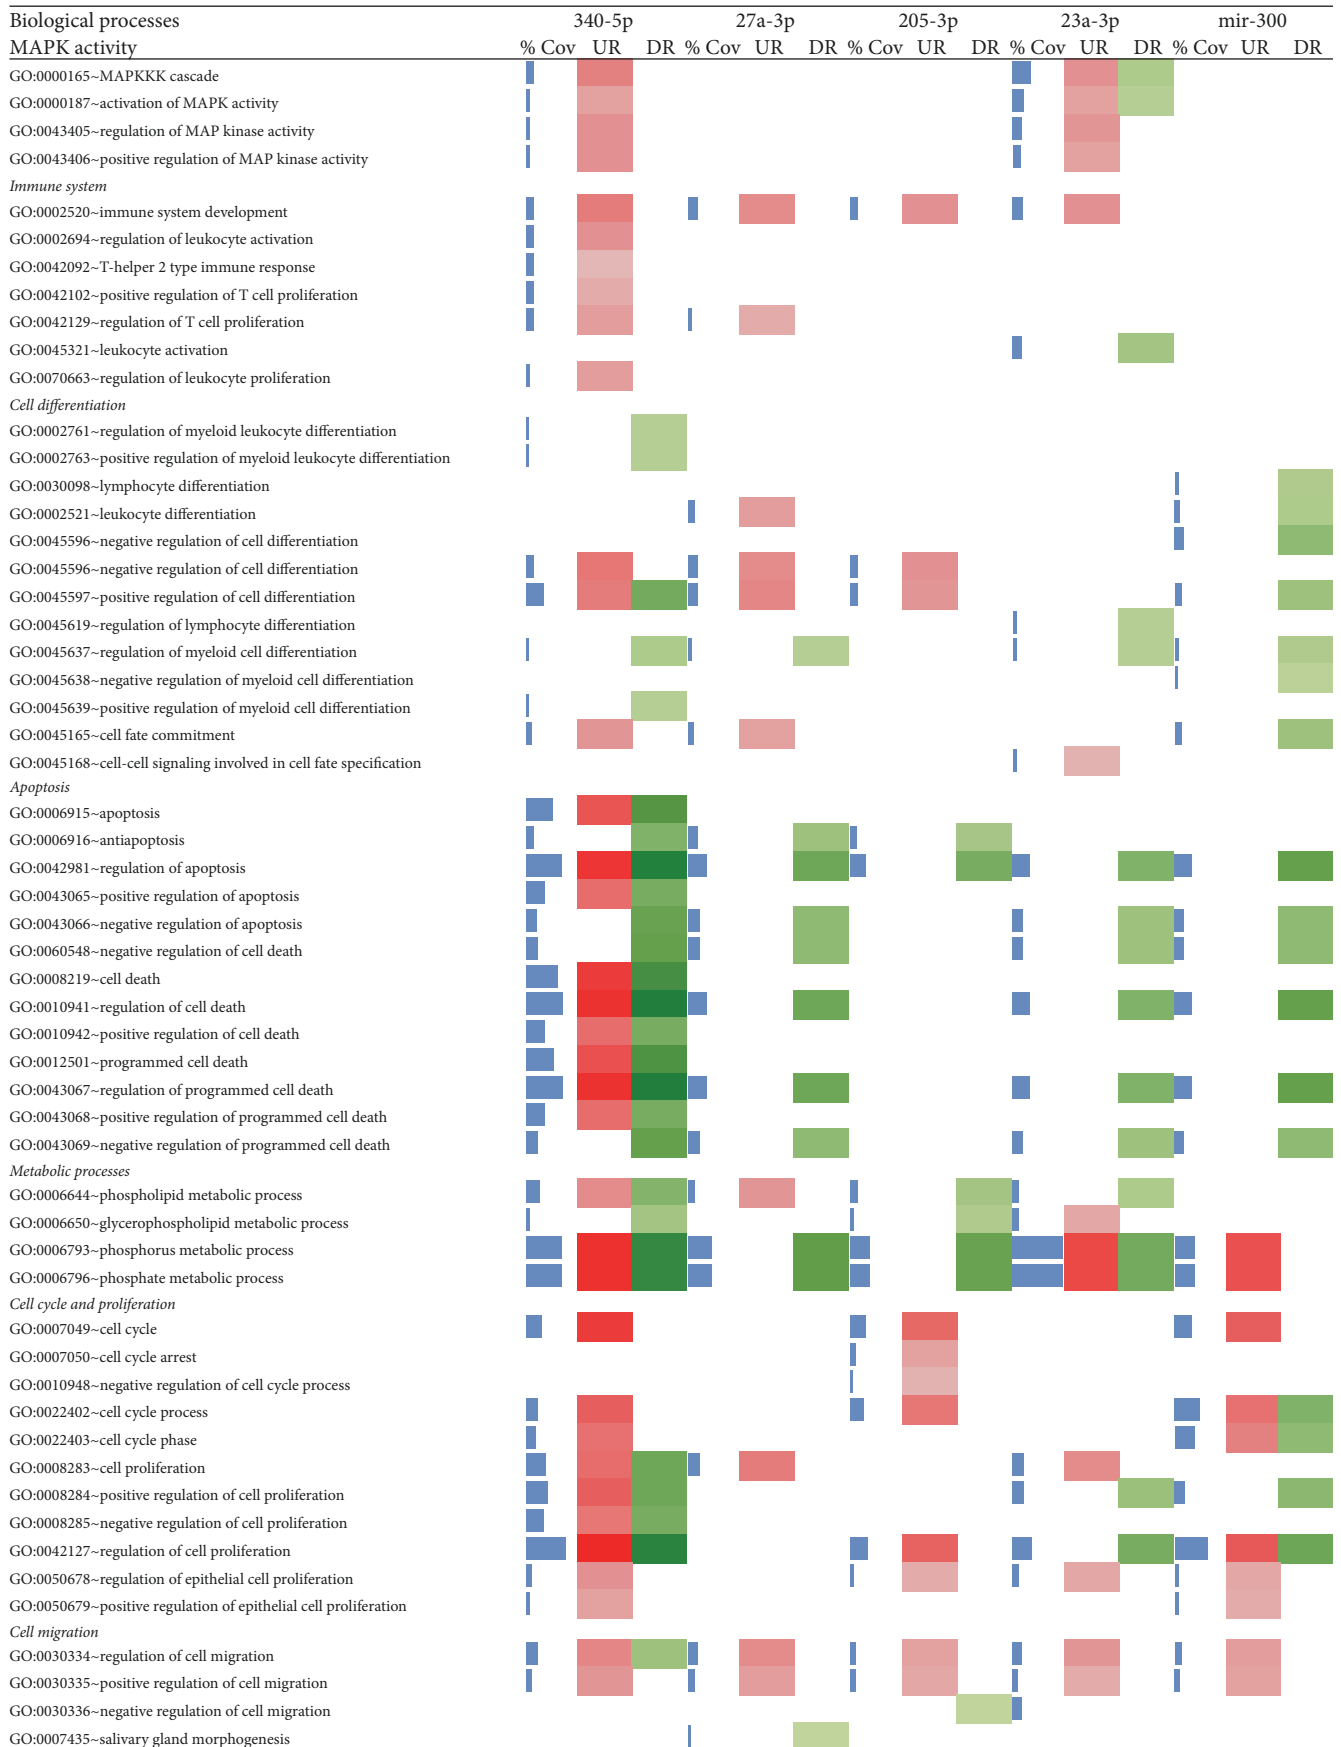 Biological processes 340-5p 27a-3p 205-3p 23a-3p mir-300
MAPK activity % Cov UR DR % Cov UR DR % Cov UR DR % Cov UR DR % Cov UR DR
GO:0000165~MAPKKK cascade
GO:0000187~activation of MAPK activity
GO:0043405~regulation of MAP kinase activity
GO:0043406~positive regulation of MAP kinase activity
Immune system
GO:0002520~immune system development
GO:0002694~regulation of leukocyte activation
GO:0042092~T-helper 2 type immune response
GO:0042102~positive regulation of T cell proliferation
GO:0042129~regulation of T cell proliferation
GO:0045321~leukocyte activation
GO:0070663~regulation of leukocyte proliferation
Cell differentiation
GO:0002761~regulation of myeloid leukocyte differentiation
GO:0002763~positive regulation of myeloid leukocyte differentiation
GO:0030098~lymphocyte differentiation
GO:0002521~leukocyte differentiation
GO:0045596~negative regulation of cell differentiation
GO:0045596~negative regulation of cell differentiation
GO:0045597~positive regulation of cell differentiation
GO:0045619~regulation of lymphocyte differentiation
GO:0045637~regulation of myeloid cell differentiation
GO:0045638~negative regulation of myeloid cell differentiation
GO:0045639~positive regulation of myeloid cell differentiation
GO:0045165~cell fate commitment
GO:0045168~cell-cell signaling involved in cell fate specification
Apoptosis
GO:0006915~apoptosis
GO:0006916~antiapoptosis
GO:0042981~regulation of apoptosis
GO:0043065~positive regulation of apoptosis
GO:0043066~negative regulation of apoptosis
GO:0060548~negative regulation of cell death
GO:0008219~cell death
GO:0010941~regulation of cell death
GO:0010942~positive regulation of cell death
GO:0012501~programmed cell death
GO:0043067~regulation of programmed cell death
GO:0043068~positive regulation of programmed cell death
GO:0043069~negative regulation of programmed cell death
Metabolic processes
GO:0006644~phospholipid metabolic process
GO:0006650~glycerophospholipid metabolic process
GO:0006793~phosphorus metabolic process
GO:0006796~phosphate metabolic process
Cell cycle and proliferation
GO:0007049~cell cycle
GO:0007050~cell cycle arrest
GO:0010948~negative regulation of cell cycle process
GO:0022402~cell cycle process
GO:0022403~cell cycle phase
GO:0008283~cell proliferation
GO:0008284~positive regulation of cell proliferation
GO:0008285~negative regulation of cell proliferation
GO:0042127~regulation of cell proliferation
GO:0050678~regulation of epithelial cell proliferation
GO:0050679~positive regulation of epithelial cell proliferation
Cell migration
GO:0030334~regulation of cell migration
GO:0030335~positive regulation of cell migration
GO:0030336~negative regulation of cell migration
GO:0007435~salivary gland morphogenesis